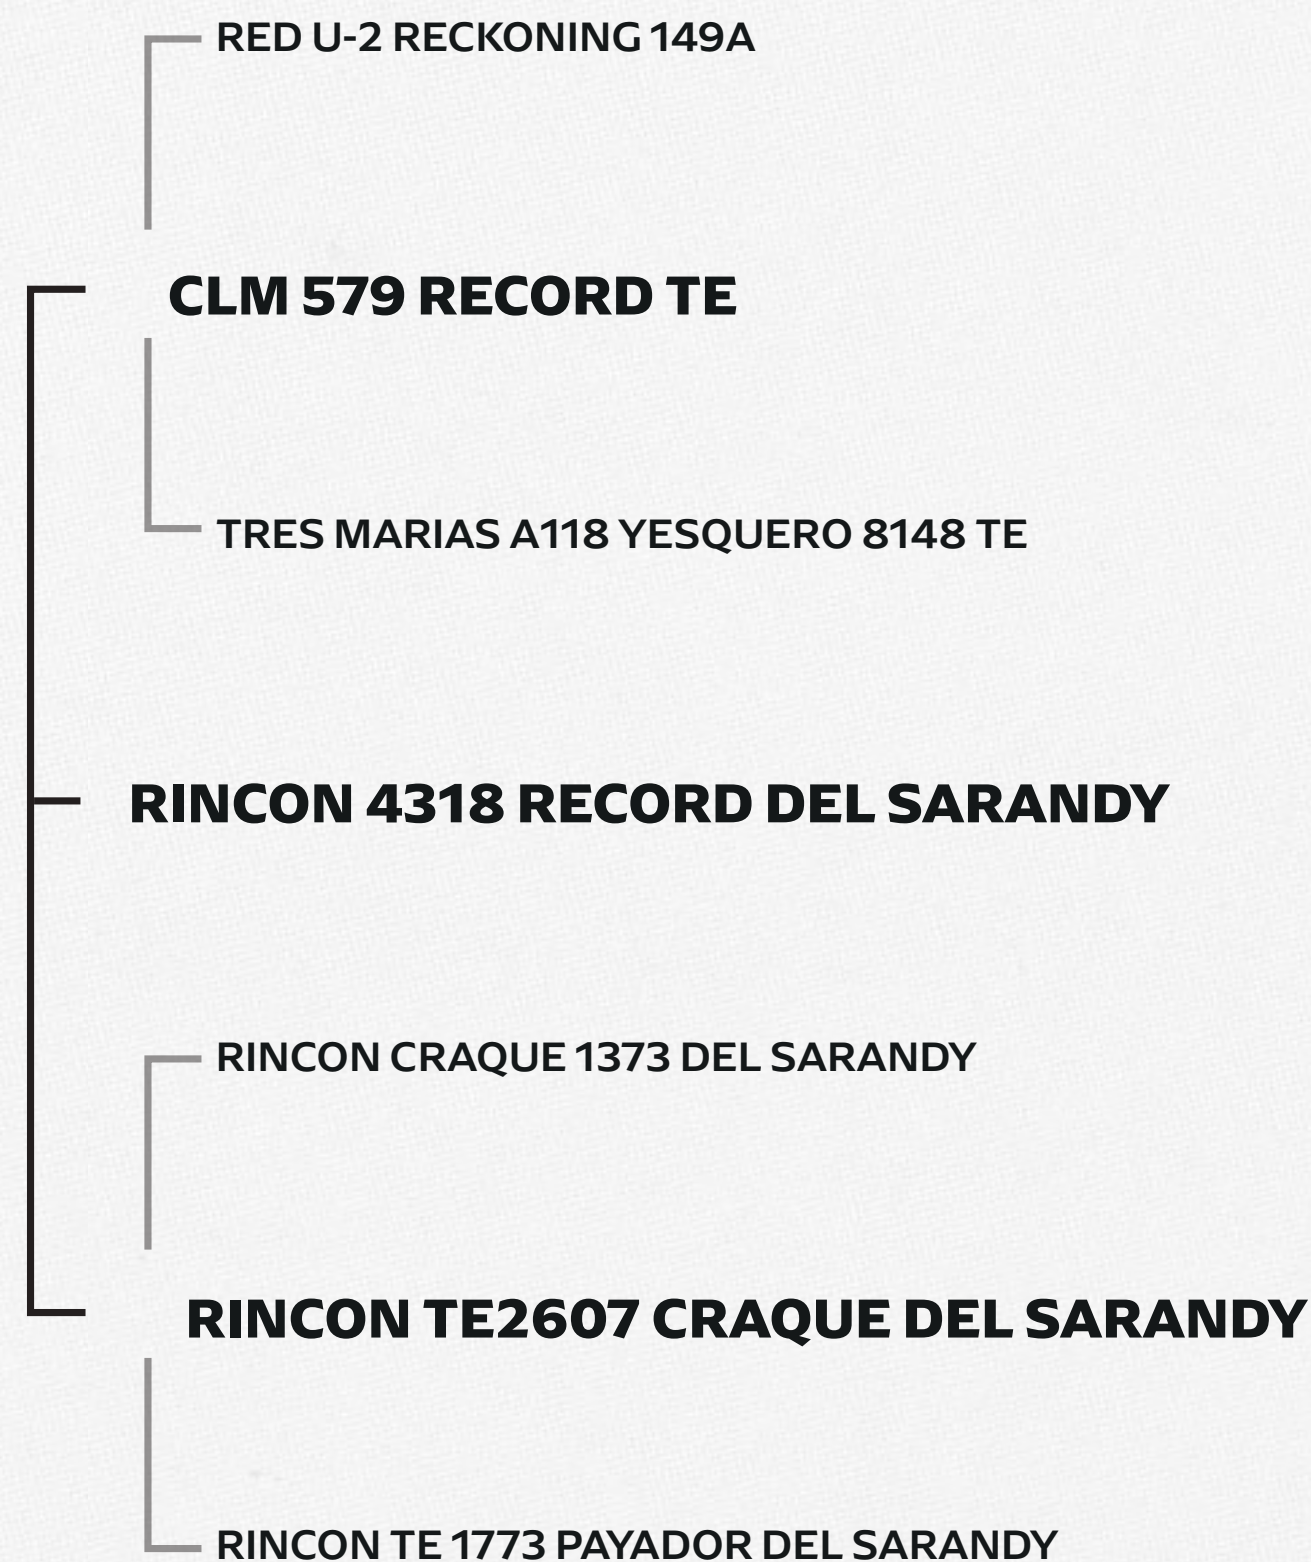 RED U-2 RECKONING 149A
CLM 579 RECORD TE
TRES MARIAS A118 YESQUERO 8148 TE
RINCON 4318 RECORD DEL SARANDY
RINCON CRAQUE 1373 DEL SARANDY
RINCON TE2607 CRAQUE DEL SARANDY
RINCON TE 1773 PAYADOR DEL SARANDY